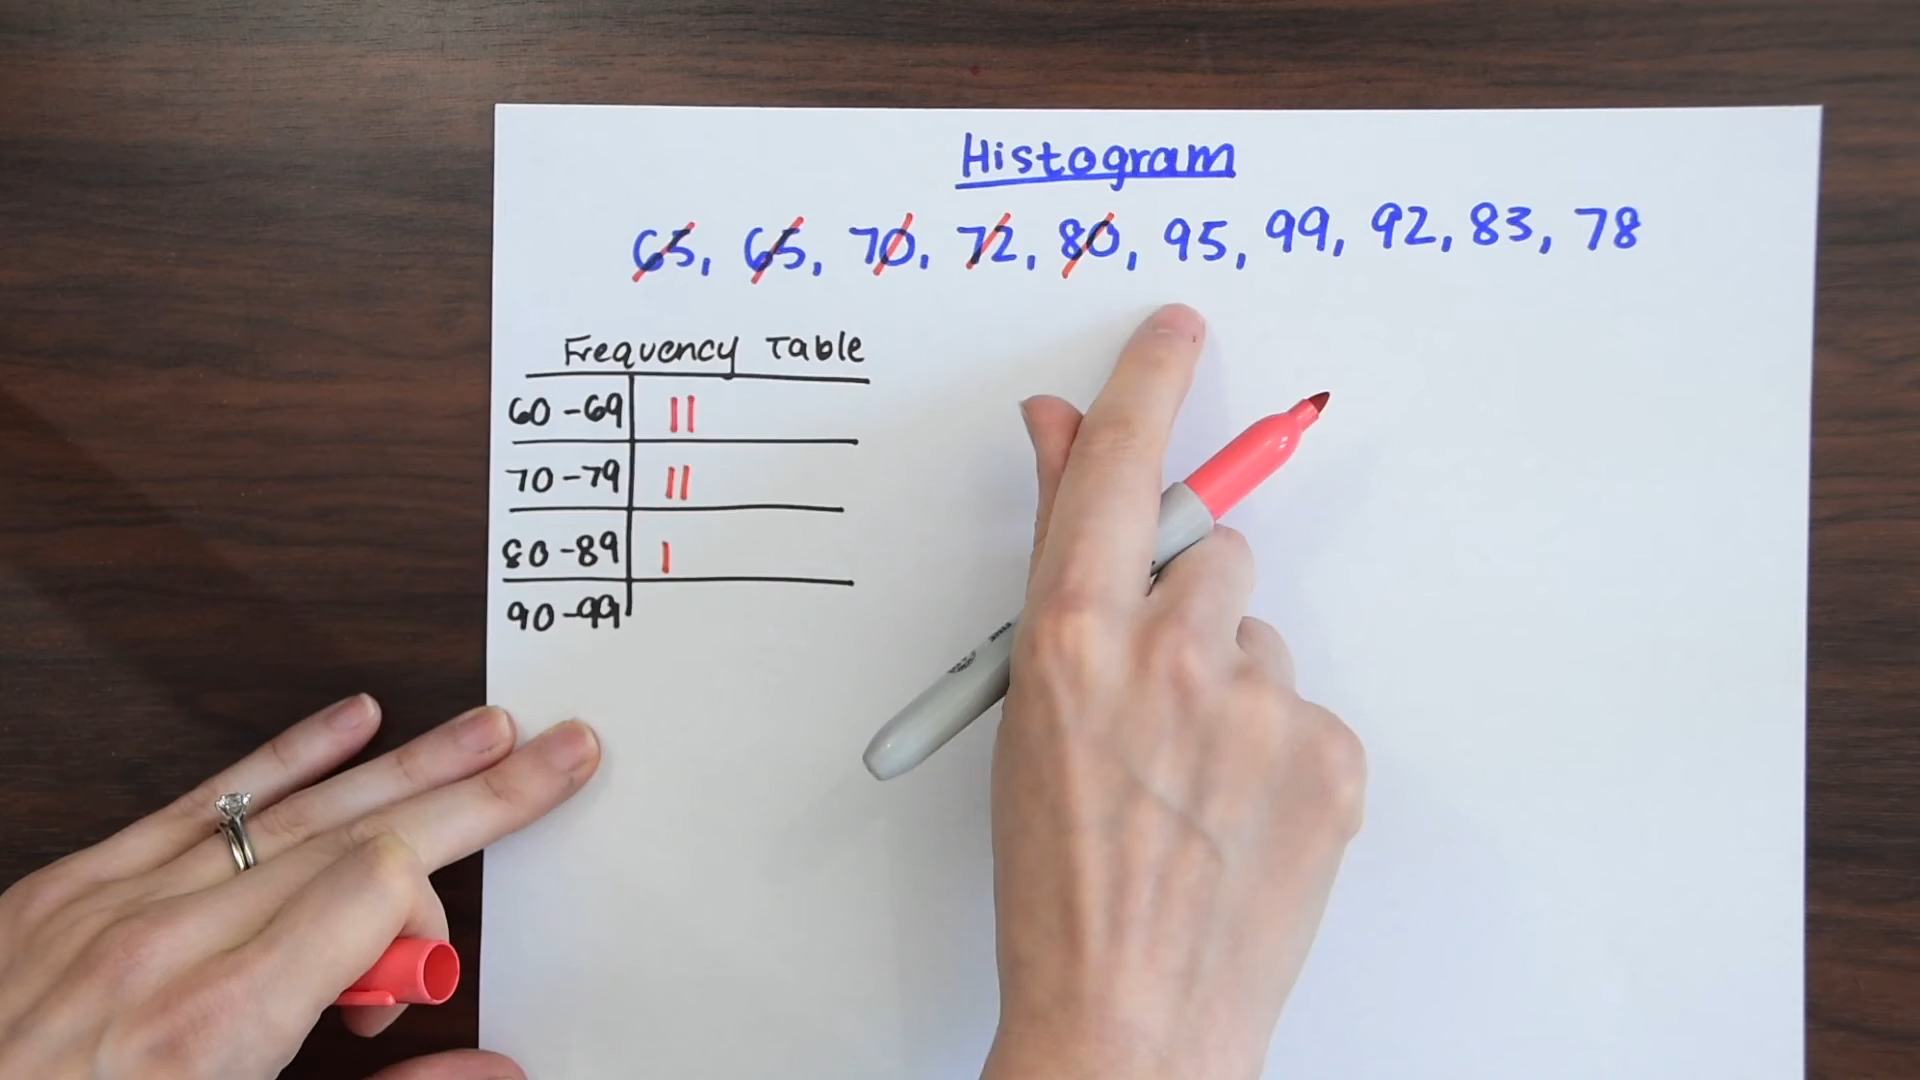 Histogram
65, 65, 70, 72, 80, 95, 99, 92, 83, 78
Frequency Table
60-69 ||
70-79 ||
80-89 |
90-99